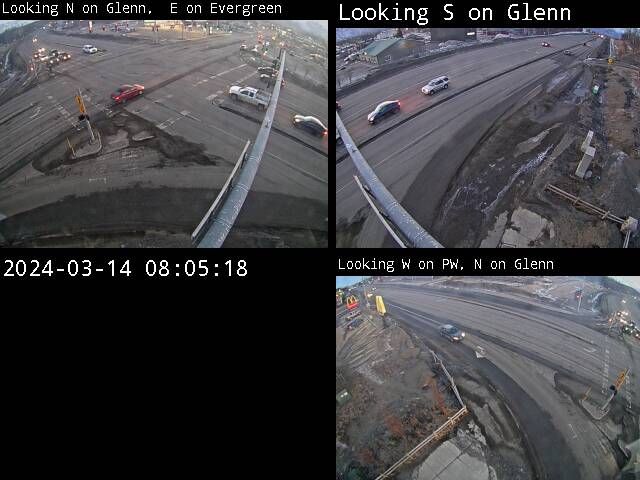 Looking N on Glenn, E on Evergreen
Looking S on Glenn
2024-03-14 08:05:18
Looking W on PW, N on Glenn